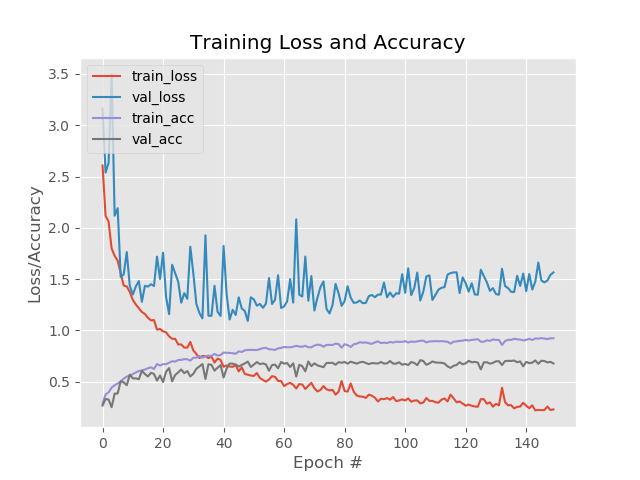 Training Loss and Accuracy
train_loss
val_loss
train_acc
val_acc
3.5
3.0
2.5
2.0
1.5
1.0
0.5
Loss/Accuracy
0 20 40 60 80 100 120 140
Epoch #